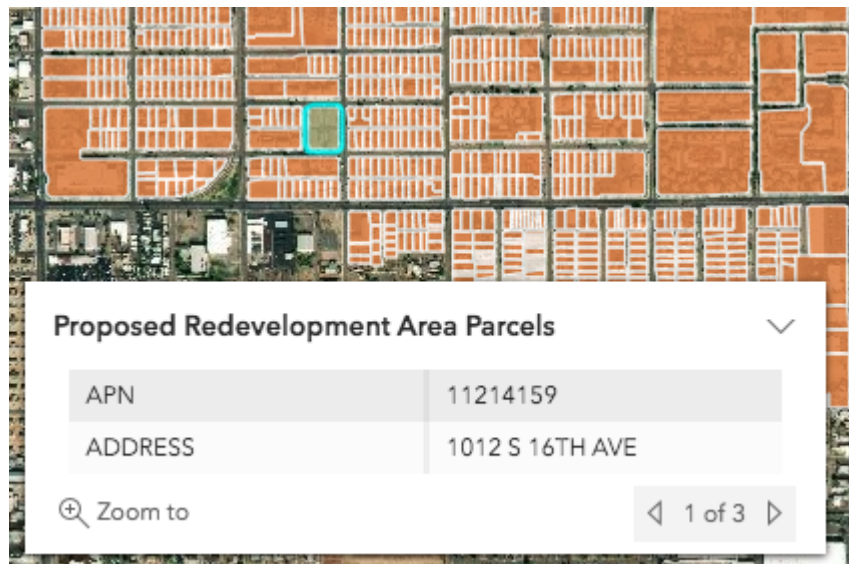 Proposed Redevelopment Area Parcels
APN 11214159
ADDRESS 1012 S 16TH AVE
Zoom to 1 of 3